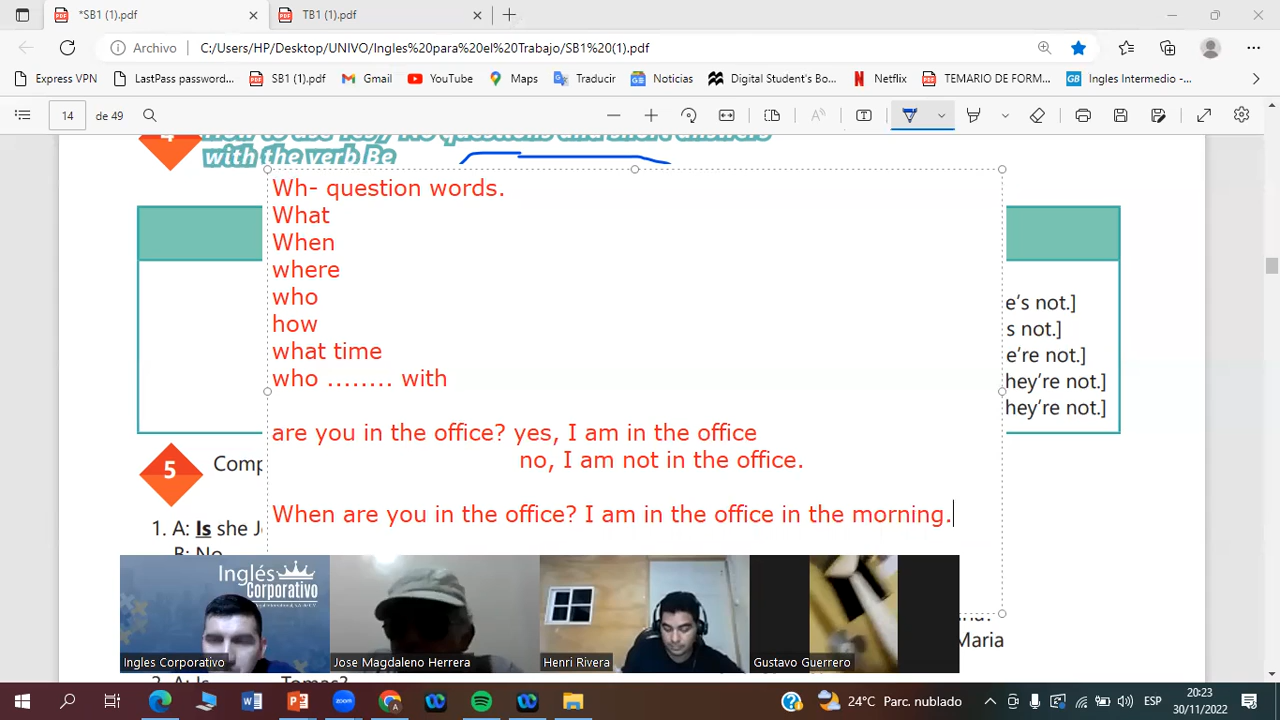 *SB1 (1).pdf
TB1 (1).pdf
Archivo C:/Users/HP/Desktop/UNIVO/Ingles%20para%20el%20Trabajo/SB1%20(1).pdf
Express VPN LastPass password... SB1 (1).pdf Gmail YouTube Maps Traducir Noticias Digital Student's Bo... Netflix TEMARIO DE FORM... Ingles Intermedio -...
14 de 49
with the verb Be
Wh- question words.
What
When
where
who
how
what time
who ........ with
are you in the office? yes, I am in the office
no, I am not in the office.
When are you in the office? I am in the office in the morning.
e's not.]
s not.]
e're not.]
hey're not.]
hey're not.]
5 Comp
1. A: Is she J
B: No
Maria
Tomas?
Inglés
Corporativo
Ingles Corporativo
Jose Magdaleno Herrera
Henri Rivera
Gustavo Guerrero
24°C Parc. nublado
ESP
20:23
30/11/2022